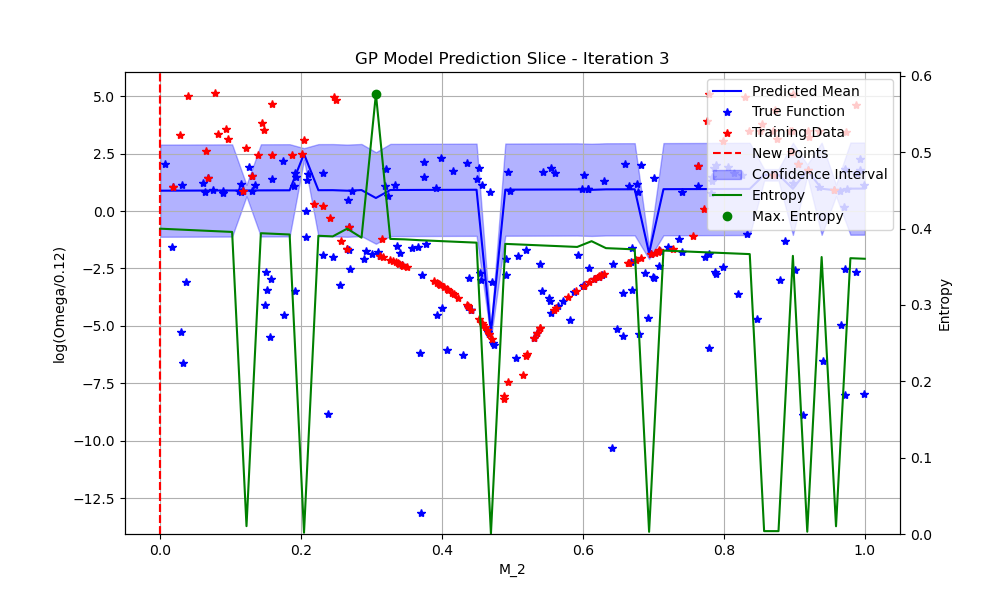 GP Model Prediction Slice - Iteration 3
5.0
2.5
0.0
−2.5
−5.0
−7.5
−10.0
−12.5
log(Omega/0.12)
0.0
0.2
0.4
0.6
0.8
1.0
M_2
0.6
0.5
0.4
0.3
0.2
0.1
0.0
Entropy
Predicted Mean
True Function
Training Data
New Points
Confidence Interval
Entropy
Max. Entropy